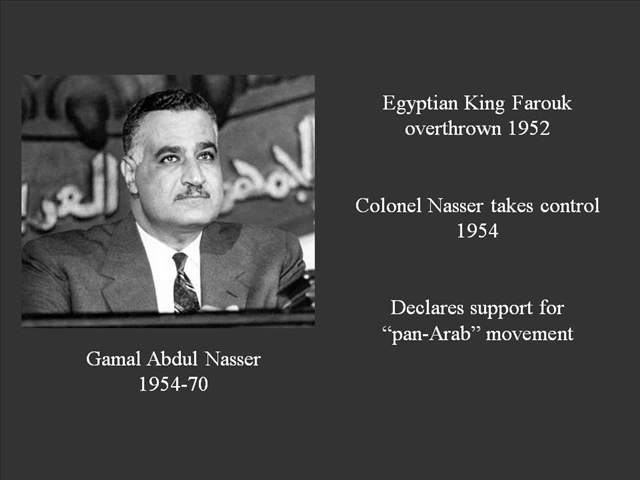 Egyptian King Farouk
overthrown 1952
Colonel Nasser takes control
1954
Declares support for
“pan-Arab” movement
Gamal Abdul Nasser
1954-70